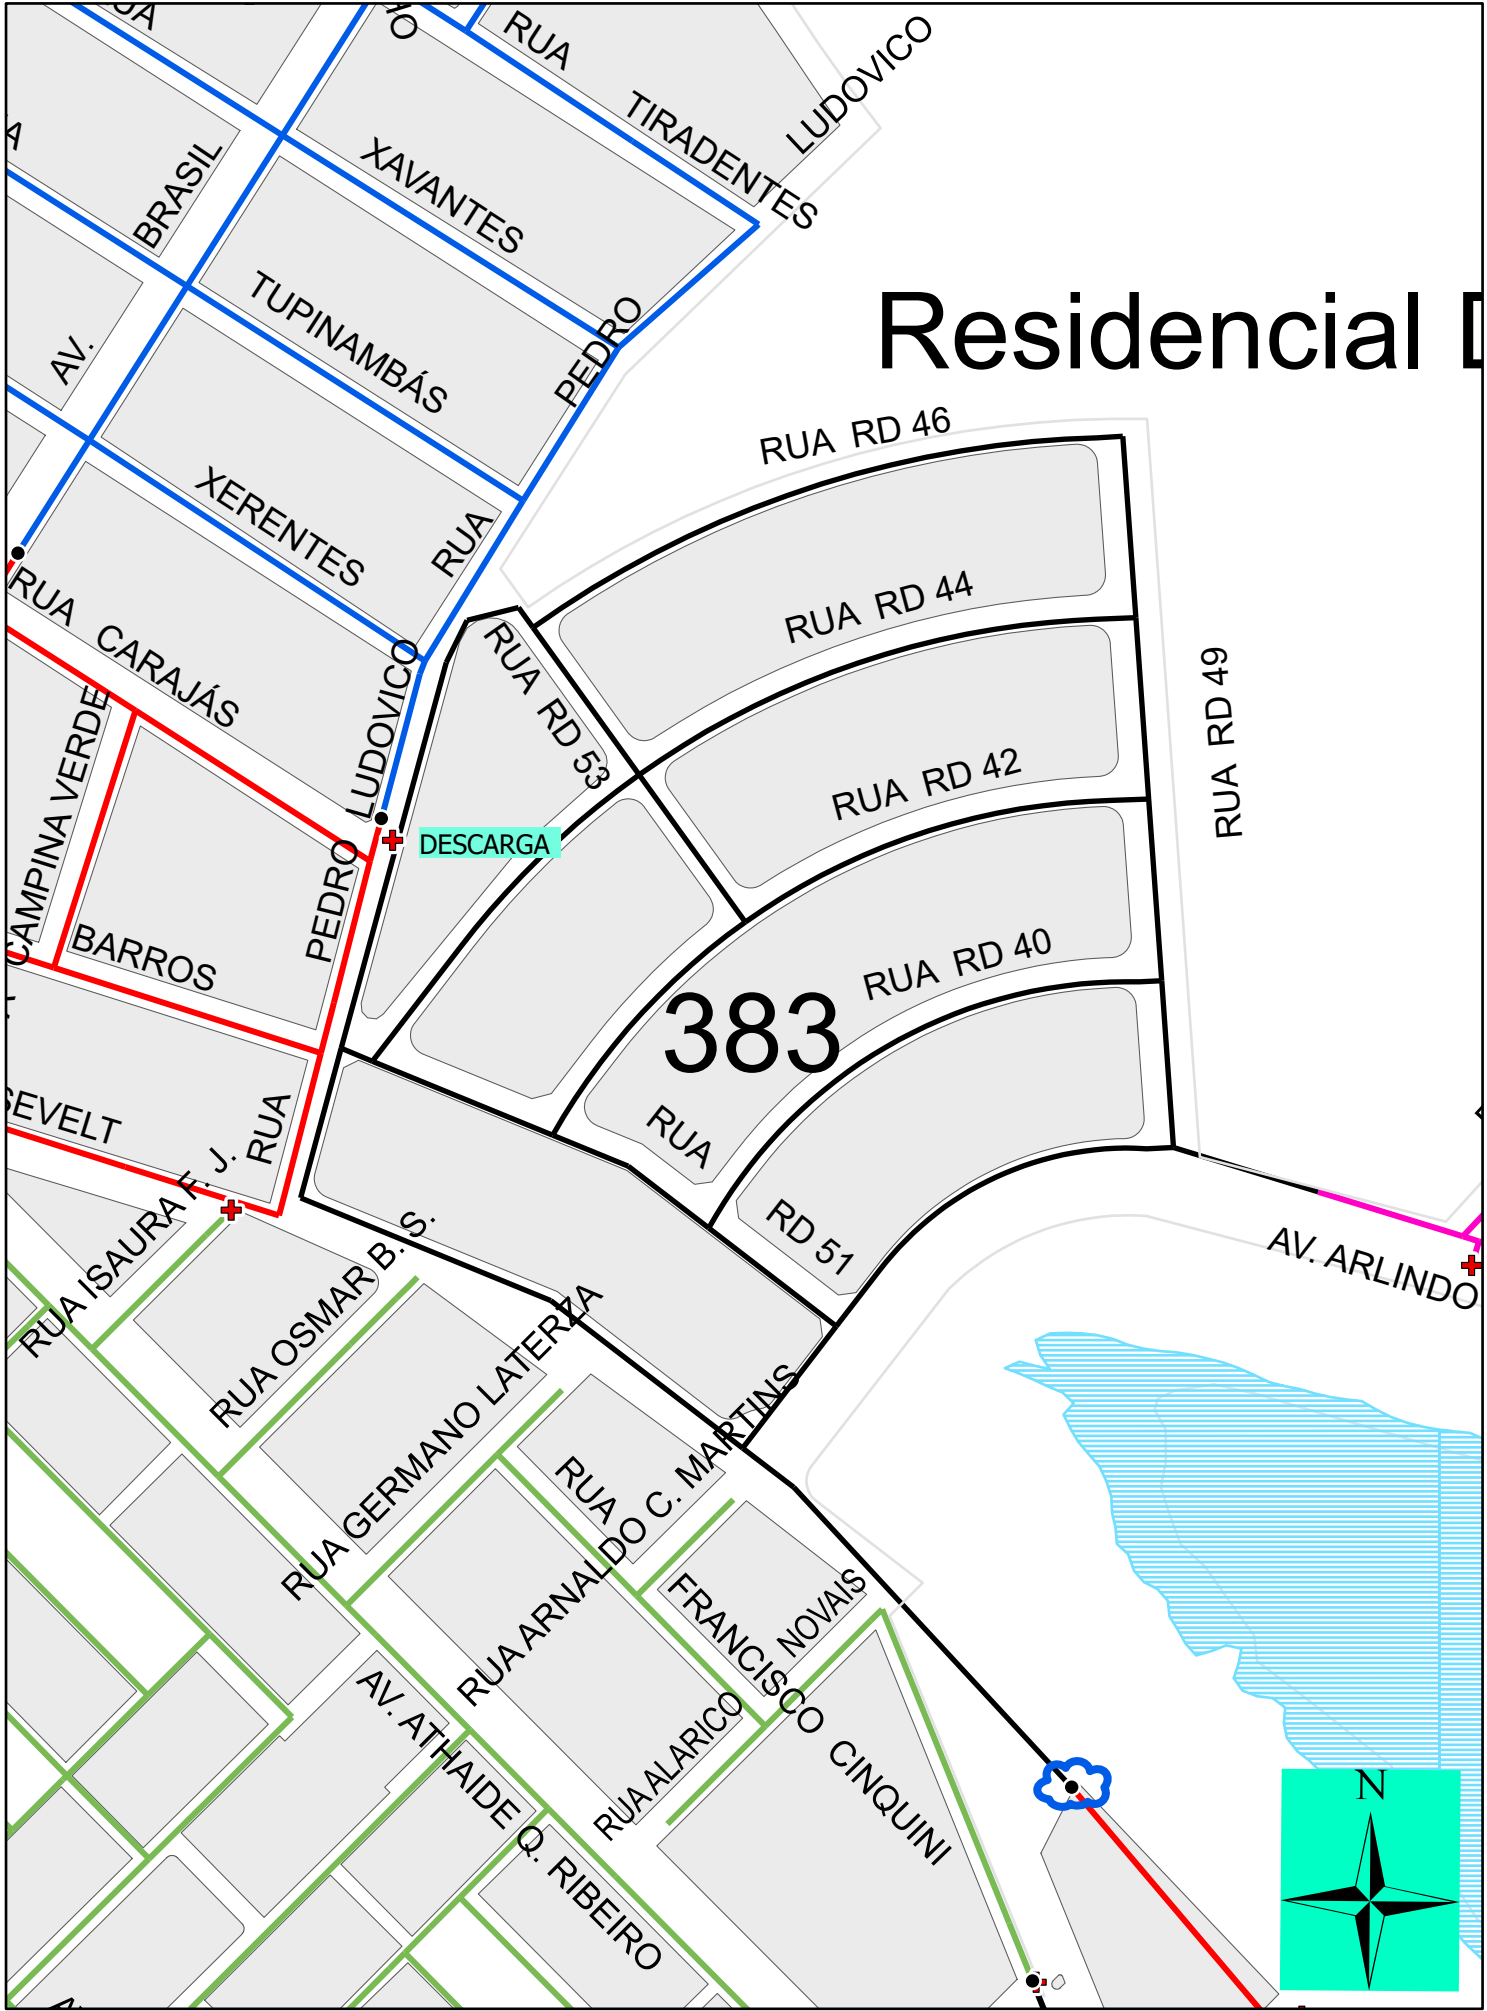 RUA
TIRADENTES
LUDOVICO
XAVANTES
BRASIL
AV.
TUPINAMBÁS
PEDRO
Residencial
XERENTES
RUA
RUA RD 46
RUA RD 44
RUA RD 42
RUA RD 40
RUA RD 49
RUA RD 53
RUA CARAJÁS
LUDOVICO
CAMPINA VERDE
DESCARGA
PEDRO
BARROS
383
RUA
RUA
RD 51
SEVELT
RUA ISAURA F. J.
RUA OSMAR B. S.
AV. ARLINDO
RUA GERMANO LATERZA
RUA ARNALDO C. MARTINS
RUA
FRANCISCO CINQUINI
NOVAIS
RUA ALARICO
AV. ATHAIDE Q. RIBEIRO
N